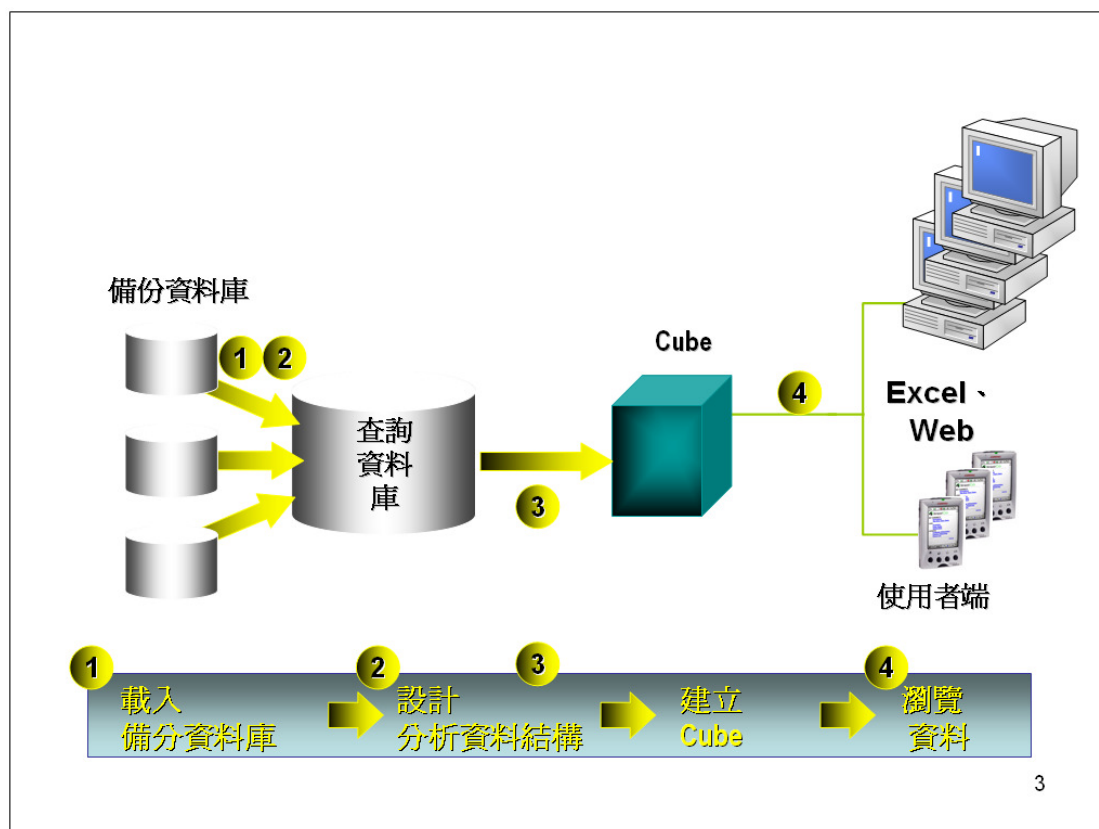 備份資料庫
1
2
查詢
資料
庫
3
Cube
4
Excel、
Web
使用者端
1
載入
備分資料庫
2
設計
分析資料結構
3
建立
Cube
4
瀏覽
資料
3